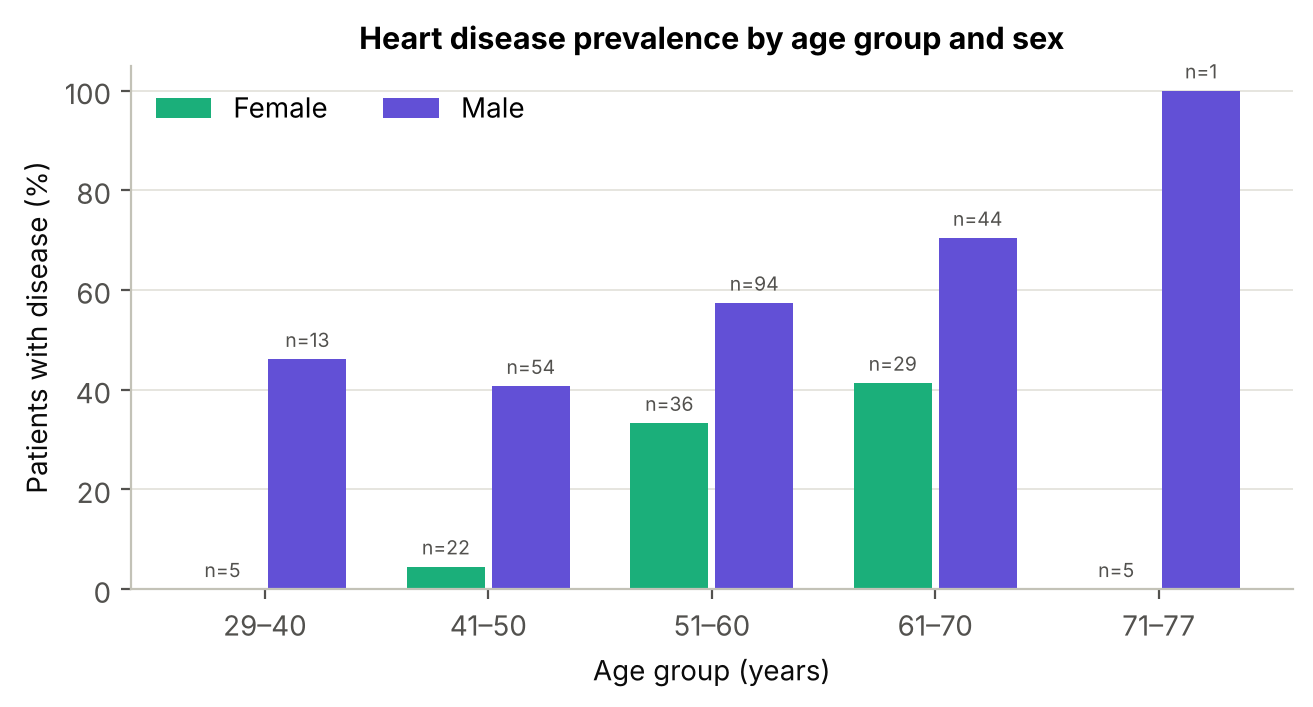 Heart disease prevalence by age group and sex
Female Male
Patients with disease (%)
100
80
60
40
20
0
n=5
n=13
n=22
n=54
n=36
n=94
n=29
n=44
n=5
n=1
29–40 41–50 51–60 61–70 71–77
Age group (years)